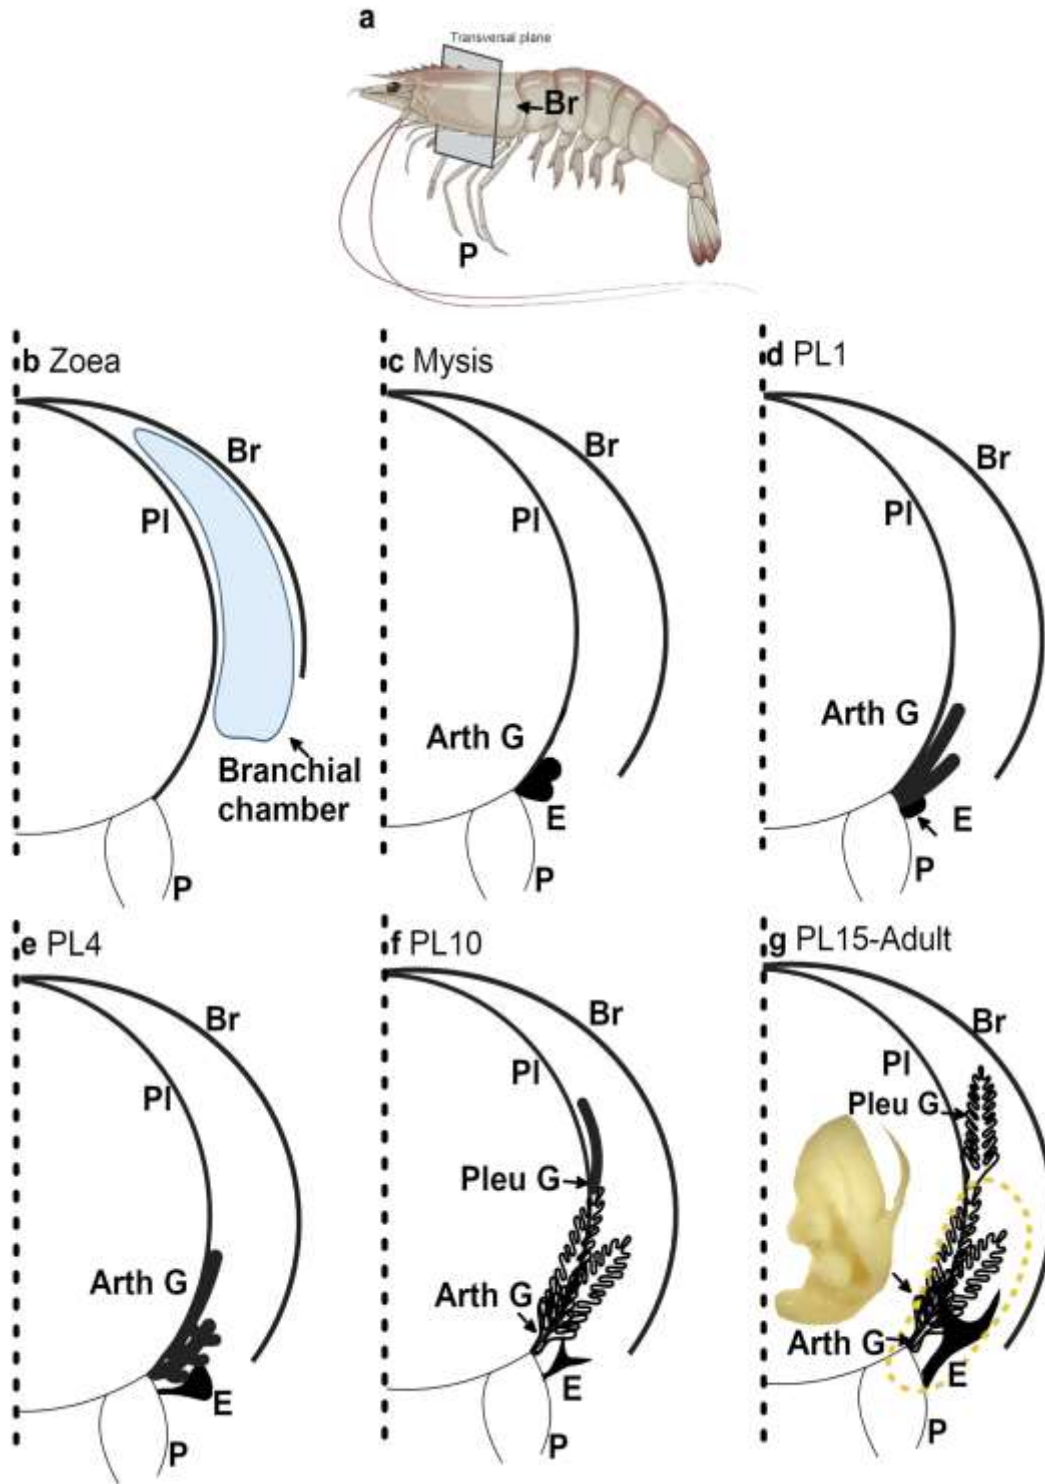 a
Transversal plane
Br
P
b Zoea
Br
Pl
Branchial
chamber
P
c Mysis
Br
Pl
Arth G
E
P
d PL1
Br
Pl
Arth G
E
P
e PL4
Br
Pl
Arth G
E
P
f PL10
Br
Pl
Pleu G
Arth G
E
P
g PL15-Adult
Br
Pl
Pleu G
Arth G
E
P